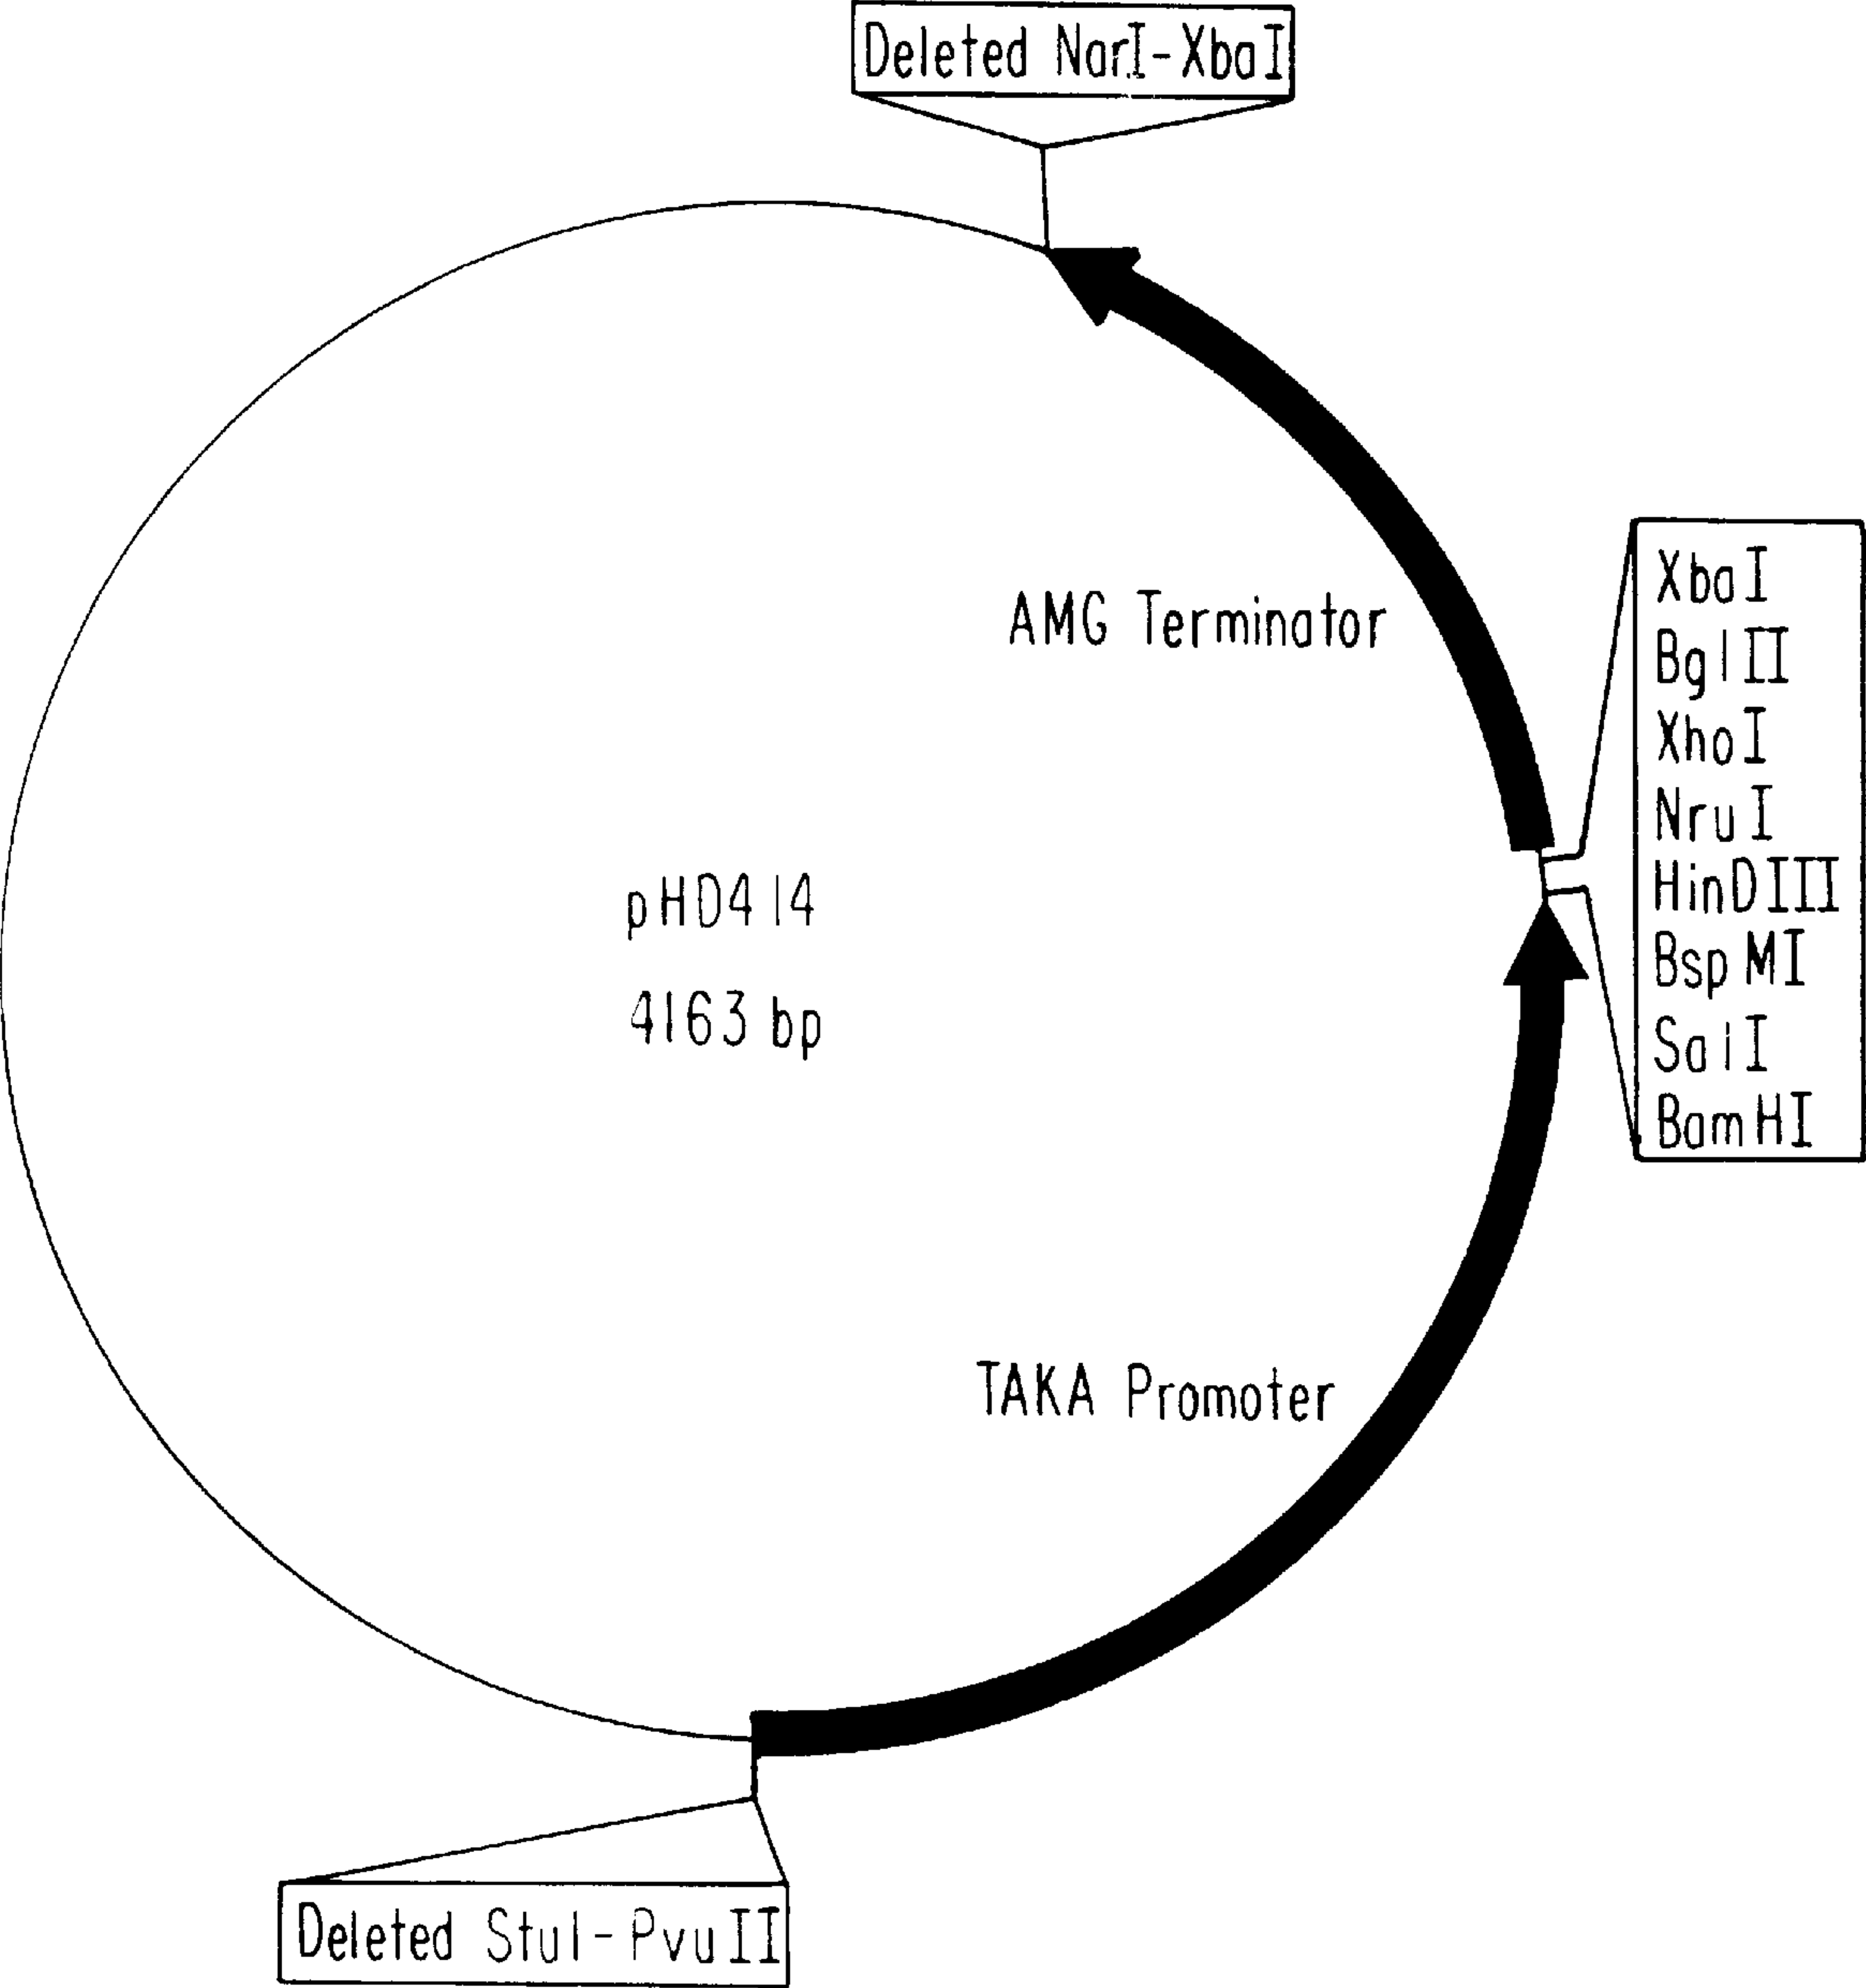 Deleted NarI-XbaI
AMG Terminator
XbaI
BglII
XhoI
NruI
HinDIII
BspMI
SaiI
BamHI
pHD414
4163 bp
TAKA Promoter
Deleted StuI-PvuII